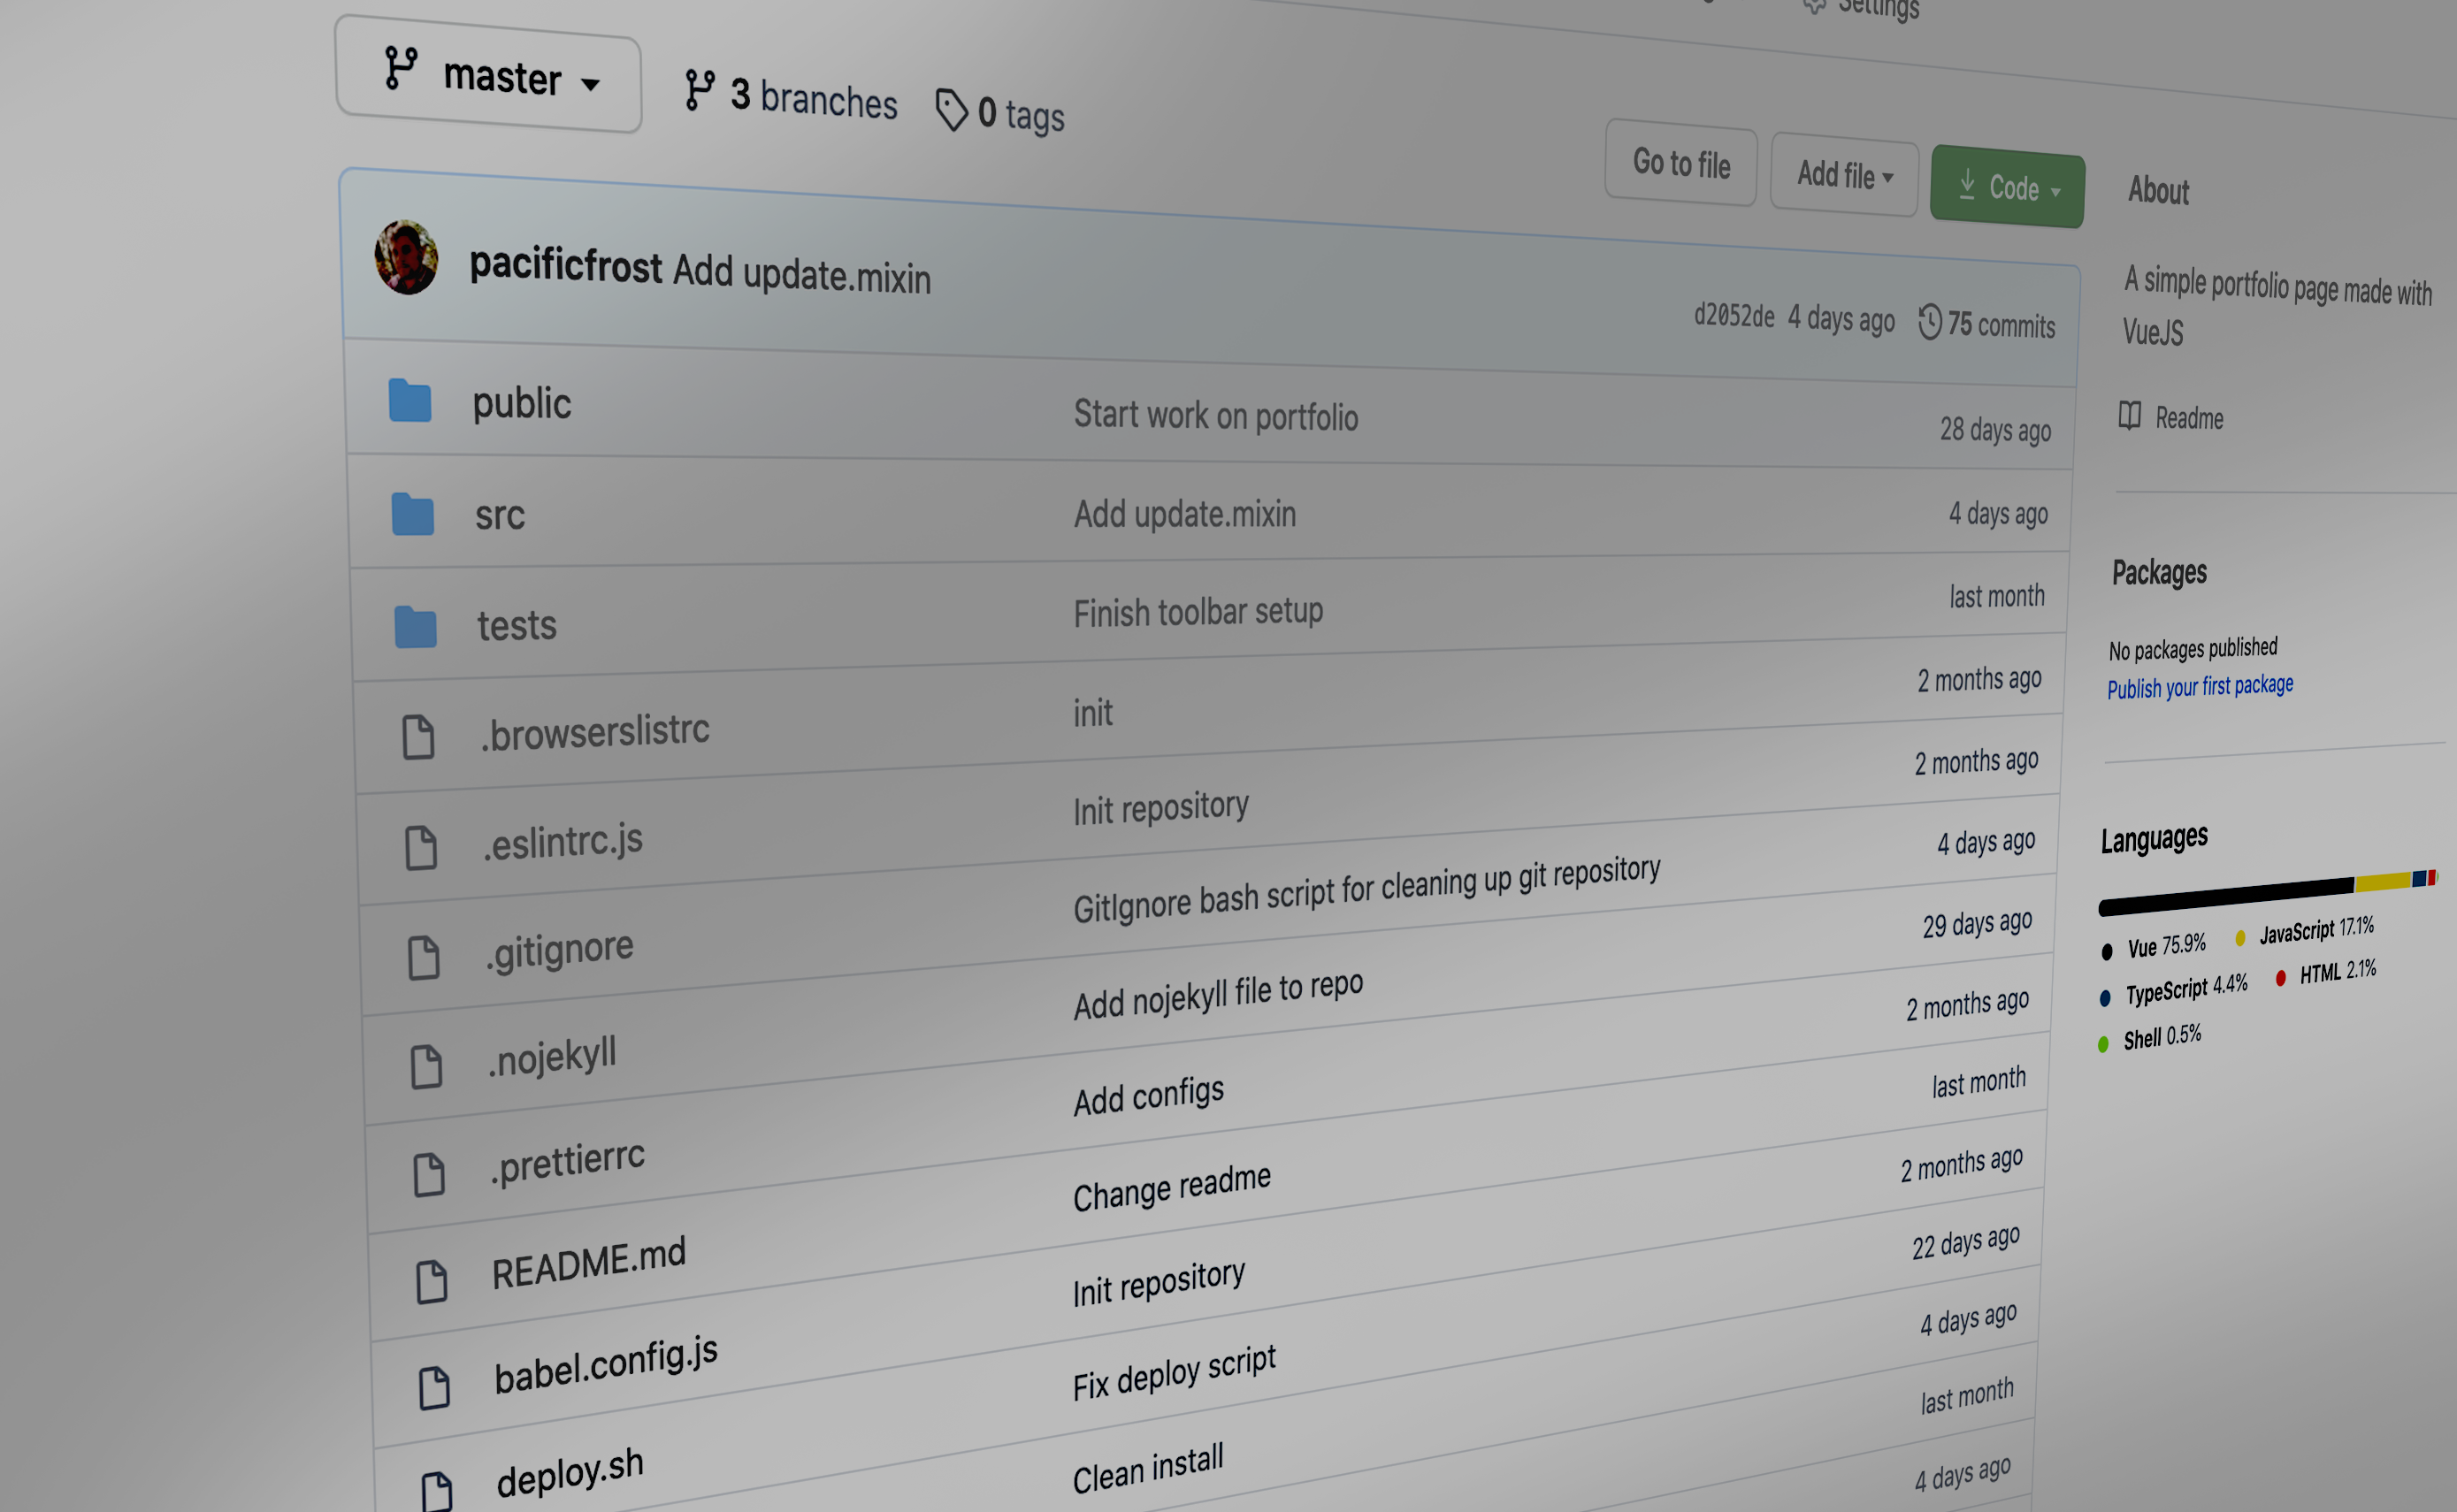 Settings
master
3 branches
0 tags
Go to file
Add file
Code
pacificfrost Add update.mixin
d2052de 4 days ago 75 commits
public Start work on portfolio 28 days ago
src Add update.mixin 4 days ago
tests Finish toolbar setup last month
.browserslistrc init 2 months ago
.eslintrc.js Init repository 2 months ago
.gitignore GitIgnore bash script for cleaning up git repository 4 days ago
.nojekyll Add nojekyll file to repo 29 days ago
.prettierrc Add configs 2 months ago
README.md Change readme last month
babel.config.js Init repository 2 months ago
deploy.sh Fix deploy script 22 days ago
Clean install 4 days ago
last month
4 days ago
About
A simple portfolio page made with
VueJS
Readme
Packages
No packages published
Publish your first package
Languages
Vue 75.9% JavaScript 17.1%
TypeScript 4.4% HTML 2.1%
Shell 0.5%